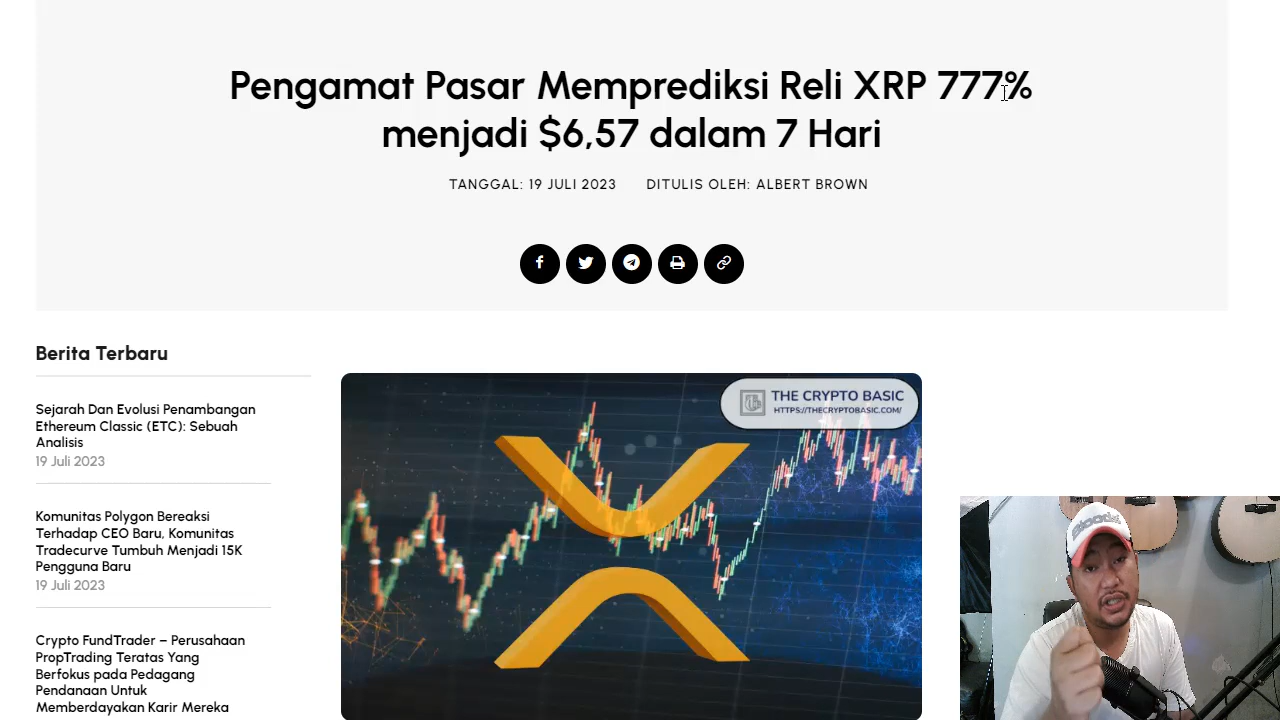 Pengamat Pasar Memprediksi Reli XRP 777%
menjadi $6,57 dalam 7 Hari
TANGGAL: 19 JULI 2023 DITULIS OLEH: ALBERT BROWN
Berita Terbaru
Sejarah Dan Evolusi Penambangan
Ethereum Classic (ETC): Sebuah
Analisis
19 Juli 2023
Komunitas Polygon Bereaksi
Terhadap CEO Baru, Komunitas
Tradecurve Tumbuh Menjadi 15K
Pengguna Baru
19 Juli 2023
Crypto FundTrader – Perusahaan
PropTrading Teratas Yang
Berfokus pada Pedagang
Pendanaan Untuk
Memberdayakan Karir Mereka
THE CRYPTO BASIC
HTTPS://THECRYPTOBASIC.COM/